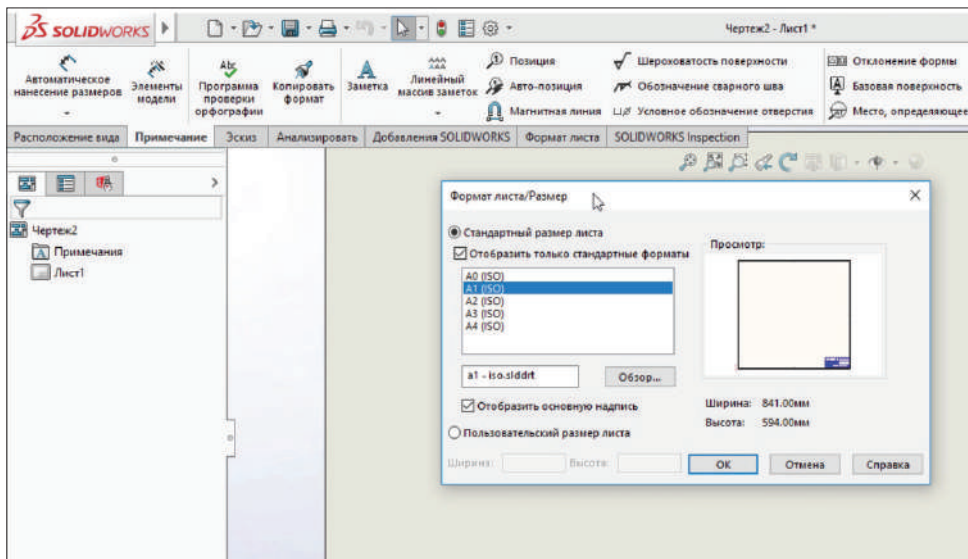 SOLIDWORKS
Чертеж2 - Лист1 *
Автоматическое нанесение размеров
Элементы модели
Abc
Программа проверки орфографии
Копировать формат
A
Заметка
Линейный массив заметок
Позиция
Авто-позиция
Магнитная линия
Шероховатость поверхности
Обозначение сварного шва
Условное обозначение отверстия
Отклонение формы
Базовая поверхность
Место, определяющее
Расположение вида Примечание Эскиз Анализировать Добавления SOLIDWORKS Формат листа SOLIDWORKS Inspection
Чертеж2
Примечания
Лист1
Формат листа/Размер
Стандартный размер листа
Отобразить только стандартные форматы
A0 (ISO)
A1 (ISO)
A2 (ISO)
A3 (ISO)
A4 (ISO)
a1 - iso.slddrt
Обзор...
Отобразить основную надпись
Пользовательский размер листа
Ширина:
Высота:
Просмотр:
Ширина: 841.00мм
Высота: 594.00мм
OK
Отмена
Справка